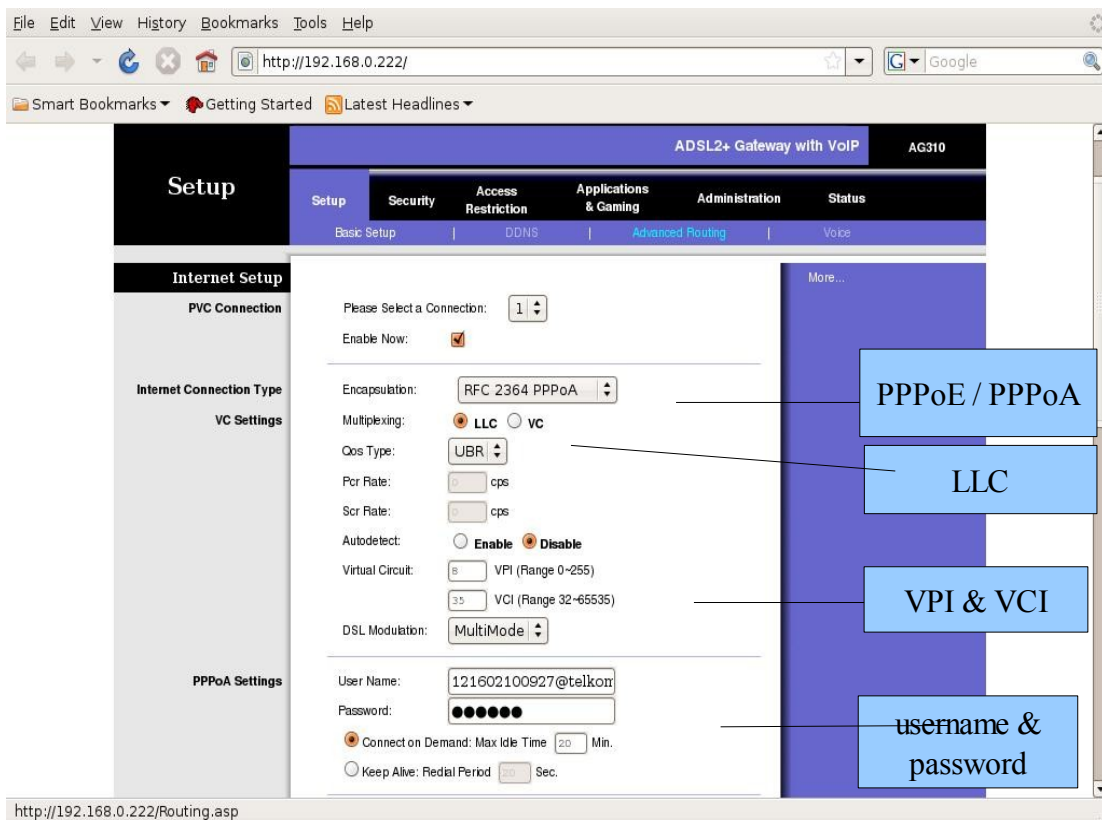 File Edit View History Bookmarks Tools Help
http://192.168.0.222/
G Google
Smart Bookmarks Getting Started Latest Headlines
ADSL2+ Gateway with VoIP AG310
Setup
Setup Security Access Restriction Applications & Gaming Administration Status
Basic Setup | DDNS | Advanced Routing | Voice
Internet Setup
More...
PVC Connection
Please Select a Connection: 1
Enable Now:
Internet Connection Type
Encapsulation: RFC 2364 PPPoA
PPPoE / PPPoA
VC Settings
Multiplexing: LLC VC
Qos Type: UBR
LLC
Pcr Rate: 0 cps
Scr Rate: 0 cps
Autodetect: Enable Disable
Virtual Circuit: 8 VPI (Range 0~255)
35 VCI (Range 32~65535)
VPI & VCI
DSL Modulation: MultiMode
PPPoA Settings
User Name: 121602100927@telkom
Password: ●●●●●●
username &
password
Connect on Demand: Max Idle Time 20 Min.
Keep Alive: Redial Period 20 Sec.
http://192.168.0.222/Routing.asp